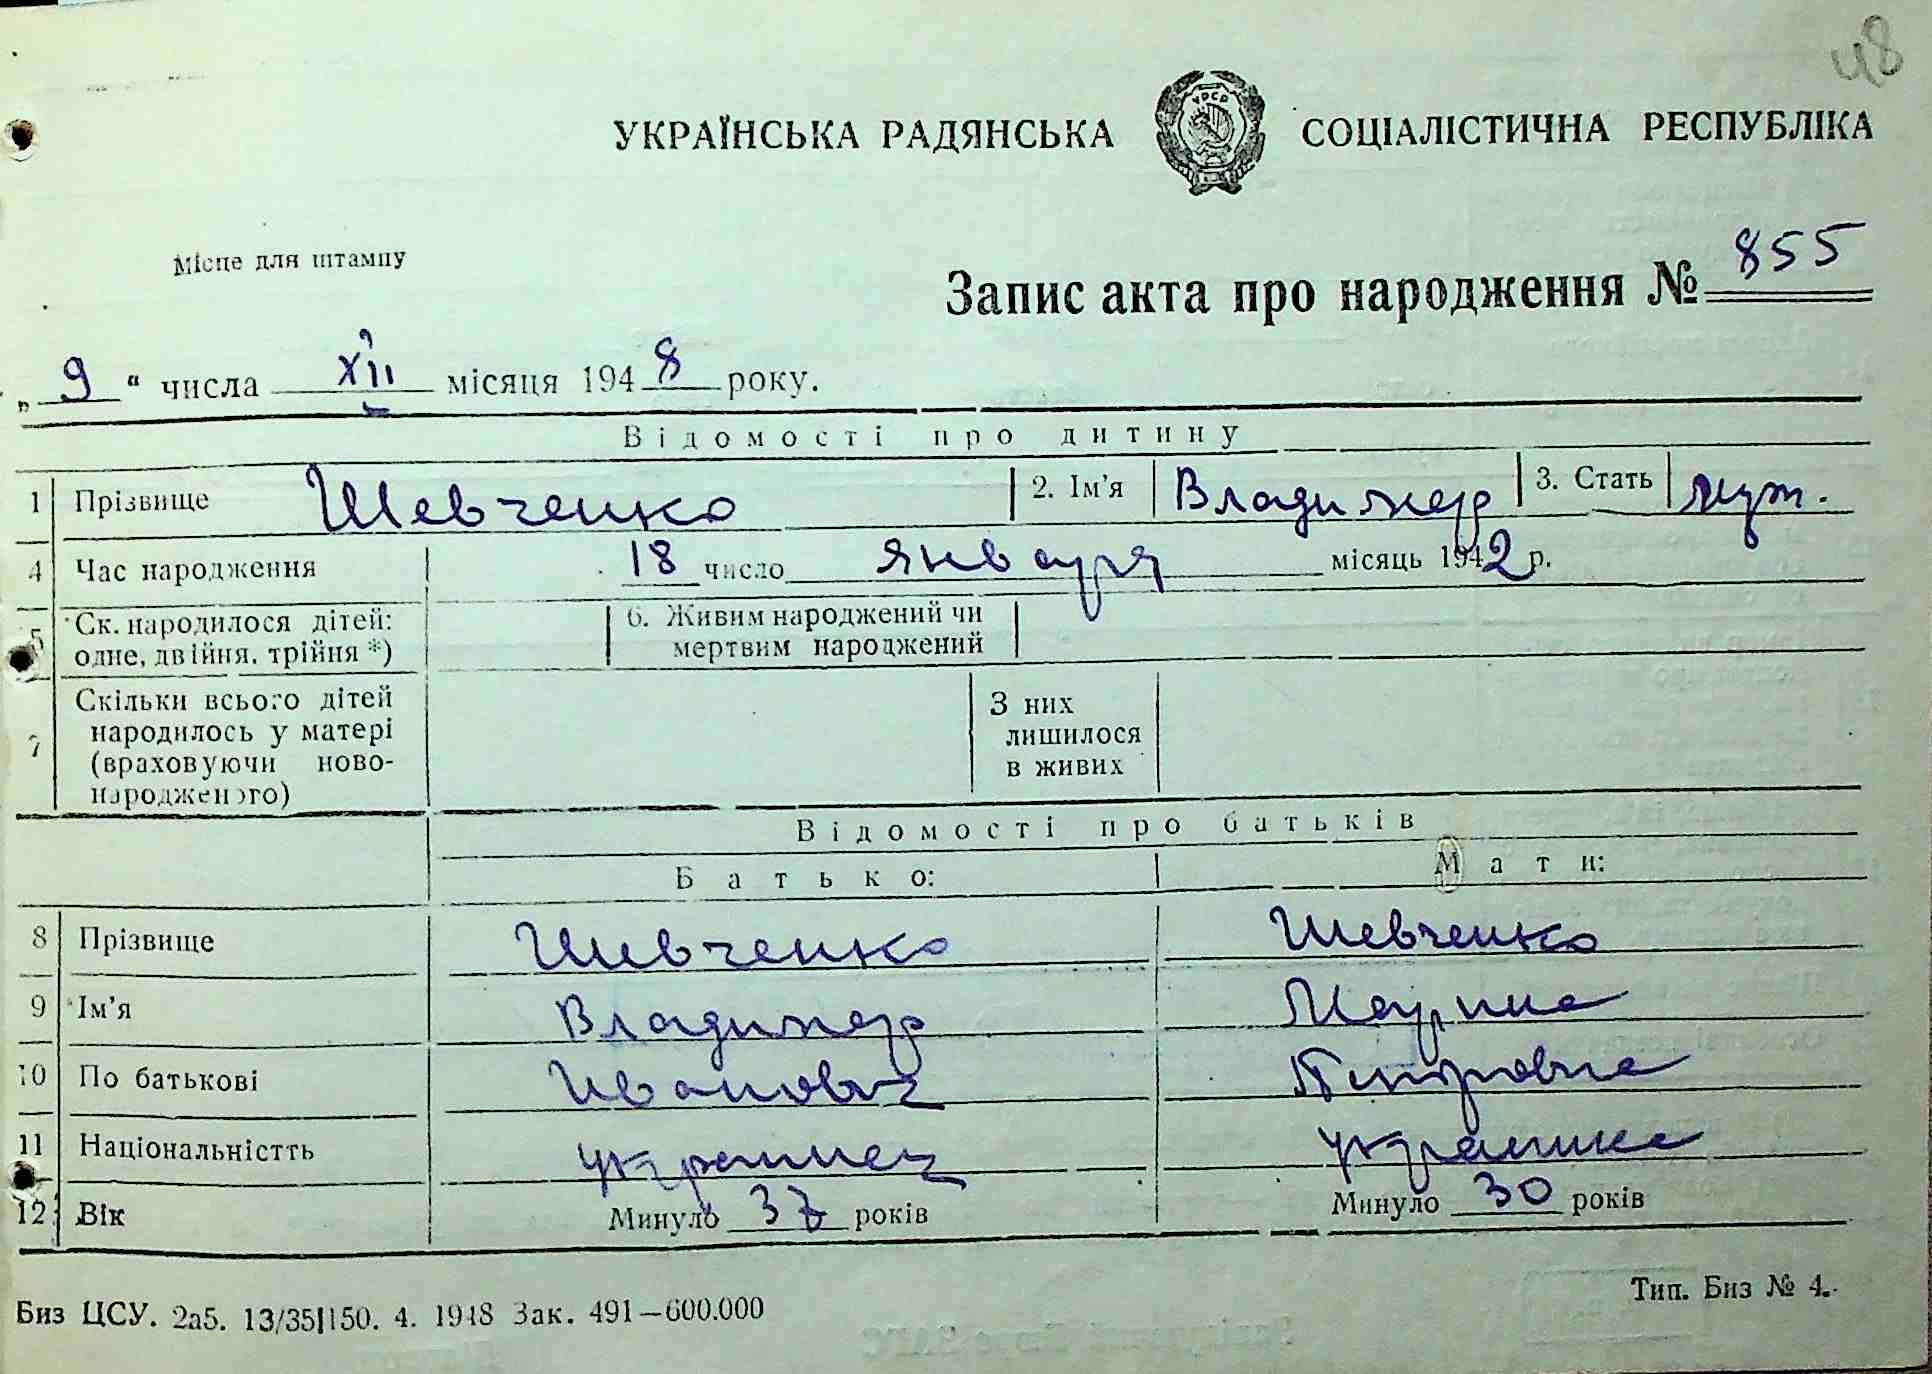 48
УКРАЇНСЬКА РАДЯНСЬКА СОЦІАЛІСТИЧНА РЕСПУБЛІКА
УРСР
Місце для штампу
Запис акта про народження № 855
„ 9 “ числа XII місяця 1948 року.
Відомості про дитину
1 Прізвище Шевченко 2. Ім'я Владимир 3. Стать муж.
4 Час народження 18 число января місяць 1942 р.
5 Ск. народилося дітей: одне, двійня, трійня *) 6. Живим народжений чи мертвим народжений
7 Скільки всього дітей народилось у матері (враховуючи ново-народженого) З них лишилося в живих
Відомості про батьків
Батько: Мати:
8 Прізвище Шевченко Шевченко
9 Ім'я Владимир Марина
10 По батькові Иванович Петровна
11 Національністть украинец украинка
12 Вік Минуло 37 років Минуло 30 років
Биз ЦСУ. 2а5. 13/35|150. 4. 1948 Зак. 491—600.000
Тип. Биз № 4.